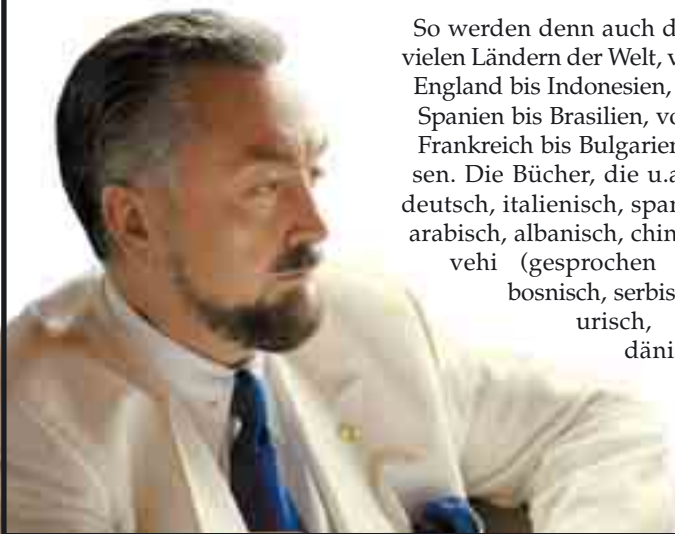 So werden denn auch d
vielen Ländern der Welt, v
England bis Indonesien,
Spanien bis Brasilien, vo
Frankreich bis Bulgarien
sen. Die Bücher, die u.a
deutsch, italienisch, span
arabisch, albanisch, chin
vehi (gesprochen
bosnisch, serbis
urisch,
däni